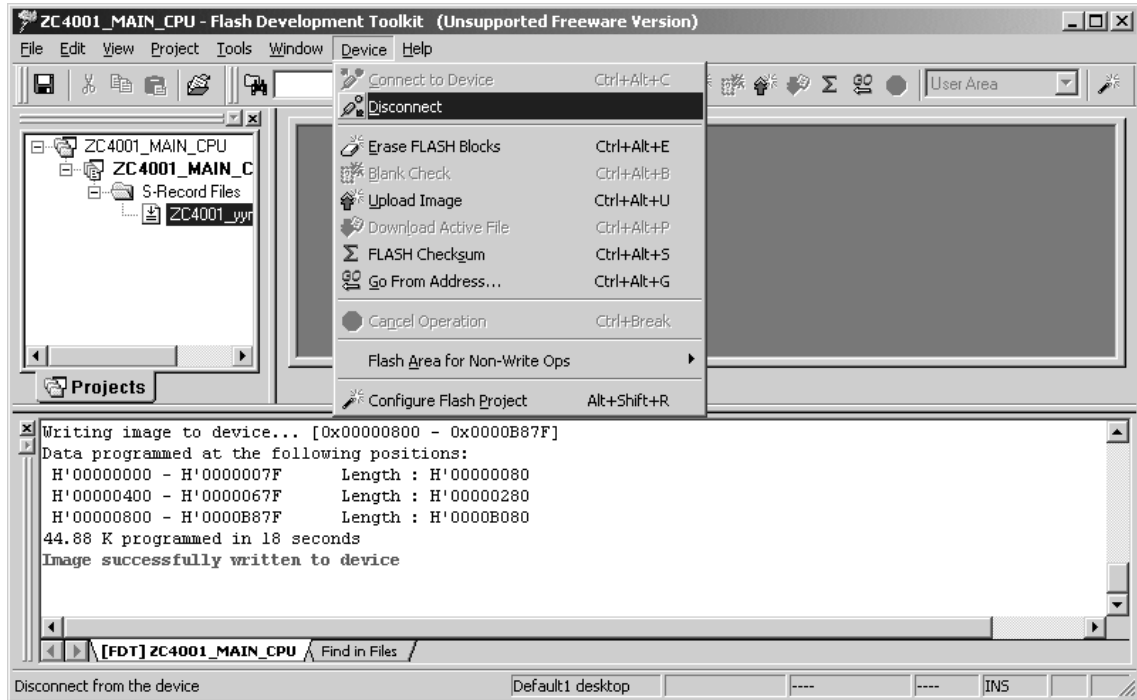 ZC4001_MAIN_CPU - Flash Development Toolkit (Unsupported Freeware Version)
File Edit View Project Tools Window Device Help
User Area
Connect to Device Ctrl+Alt+C
Disconnect
Erase FLASH Blocks Ctrl+Alt+E
Blank Check Ctrl+Alt+B
Upload Image Ctrl+Alt+U
Download Active File Ctrl+Alt+P
FLASH Checksum Ctrl+Alt+S
Go From Address... Ctrl+Alt+G
Cancel Operation Ctrl+Break
Flash Area for Non-Write Ops
Configure Flash Project Alt+Shift+R
ZC4001_MAIN_CPU
ZC4001_MAIN_C
S-Record Files
ZC4001_yyr
Projects
Writing image to device... [0x00000800 - 0x0000B87F]
Data programmed at the following positions:
H'00000000 - H'0000007F Length : H'00000080
H'00000400 - H'0000067F Length : H'00000280
H'00000800 - H'0000B87F Length : H'0000B080
44.88 K programmed in 18 seconds
Image successfully written to device
[FDT] ZC4001_MAIN_CPU Find in Files
Disconnect from the device Default1 desktop ---- ---- INS